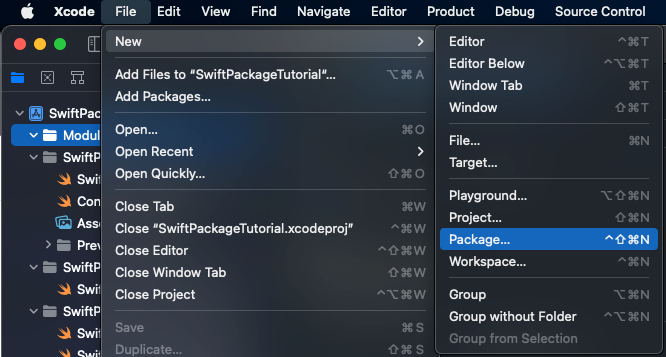 Xcode File Edit View Find Navigate Editor Product Debug Source Control
New
Add Files to “SwiftPackageTutorial”... ⌥⌘A
Add Packages...
Open... ⌘O
Open Recent
Open Quickly... ⇧⌘O
Close Tab ⌘W
Close “SwiftPackageTutorial.xcodeproj” ^⌘W
Close Editor ^⇧⌘W
Close Window Tab ⇧⌘W
Close Project ^⌥⌘W
Save ⌘S
Duplicate... ⇧⌘S
Editor ^⌘T
Editor Below ^⌥⌘T
Window Tab ⌘T
Window ⇧⌘T
File... ⌘N
Target...
Playground... ⌥⇧⌘N
Project... ⇧⌘N
Package... ^⇧⌘N
Workspace... ^⌘N
Group ⌥⌘N
Group without Folder ^⌥⌘N
Group from Selection
SwiftPac
Modul
SwiftP
Swif
Con
Asse
Prev
SwiftP
Swif
SwiftP
Swif
Swif